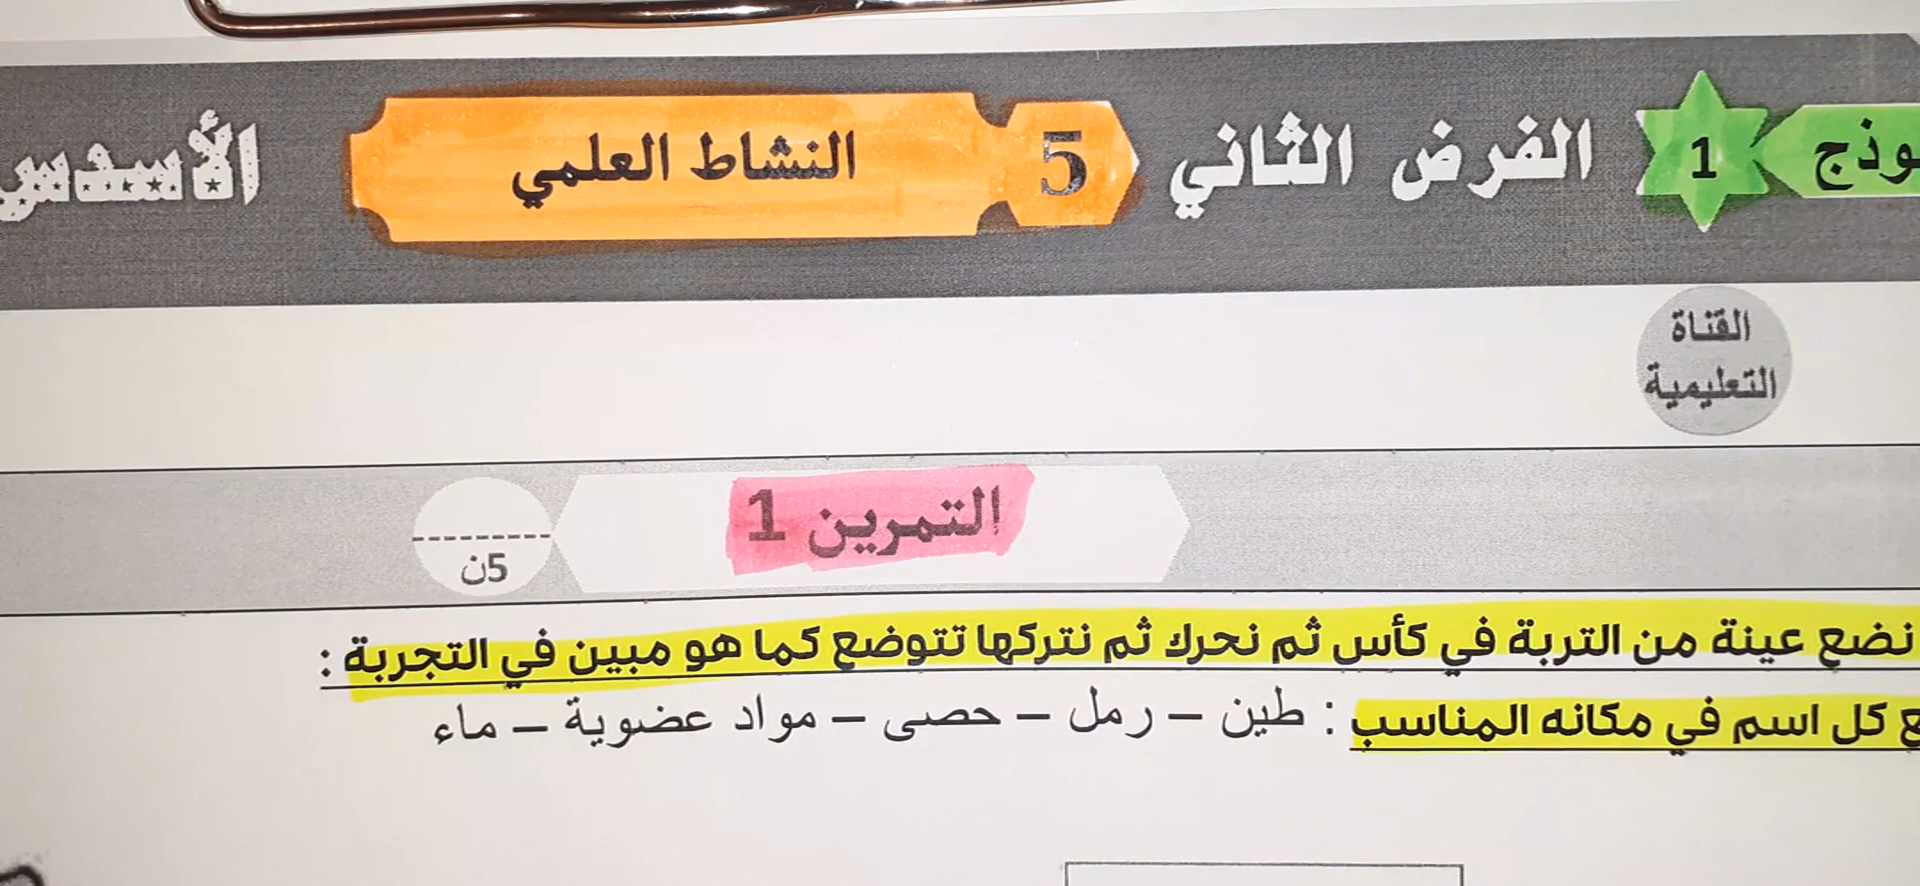 1 الفرض الثاني 5 النشاط العلمي
القناة
التعليمية
التمرين 1
5ن
نضع عينة من التربة في كأس ثم نحرك ثم نتركها تتوضع كما هو مبين في التجربة :
كل اسم في مكانه المناسب : طين – رمل – حصى – مواد عضوية – ماء